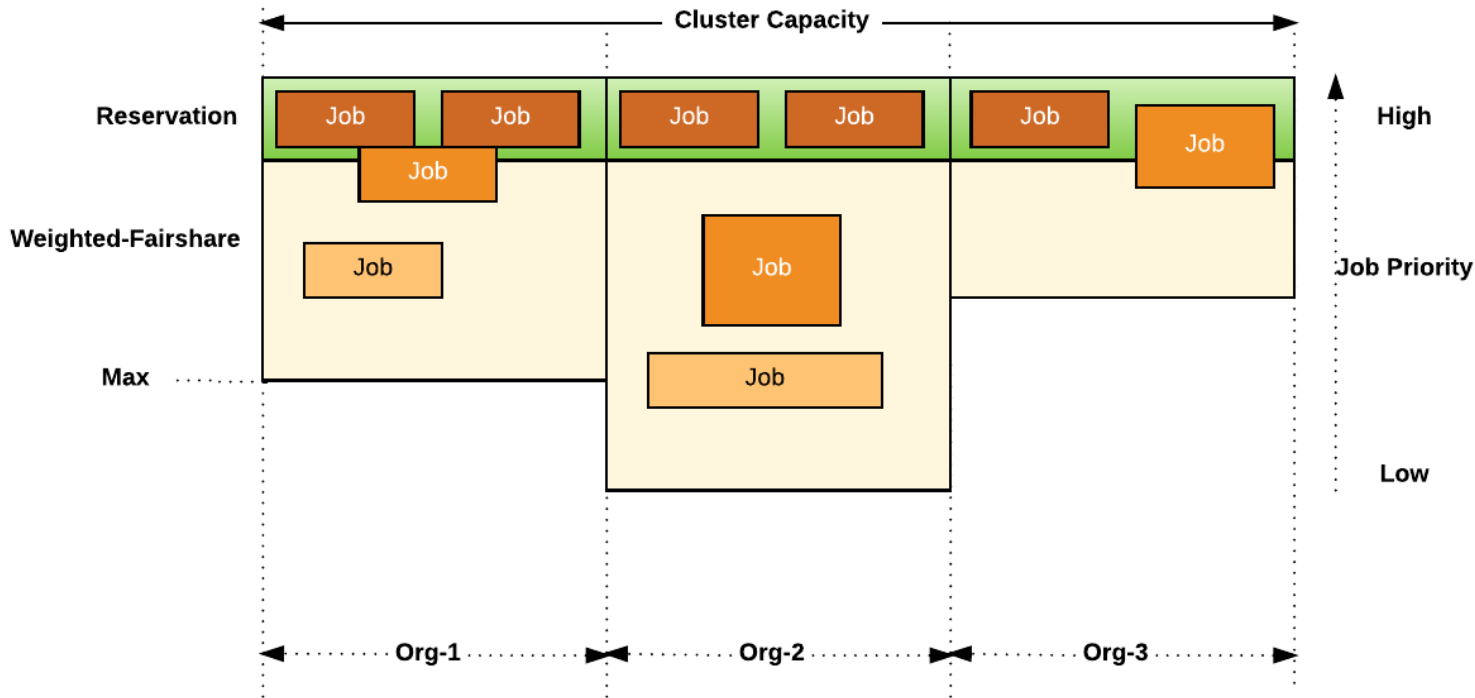 Cluster Capacity
Reservation
Job
Job
Job
Job
Job
Job
High
Job
Weighted-Fairshare
Job
Job
Job Priority
Max
Job
Low
Org-1
Org-2
Org-3